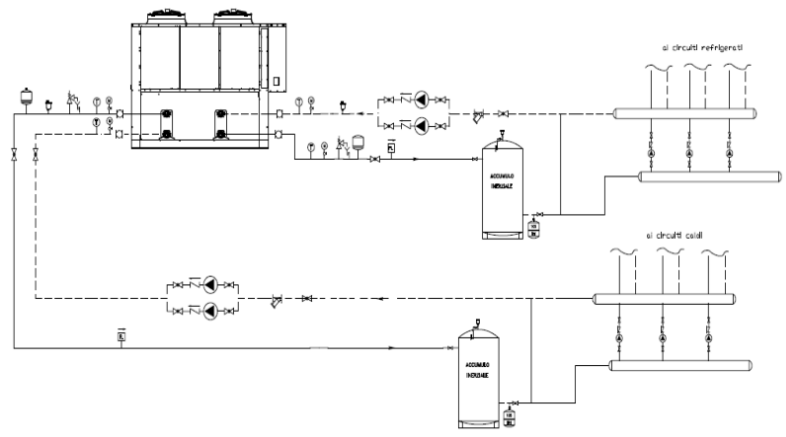 ai circuiti refrigerati
ACCUMULO
INERZIALE
ai circuiti caldi
ACCUMULO
INERZIALE